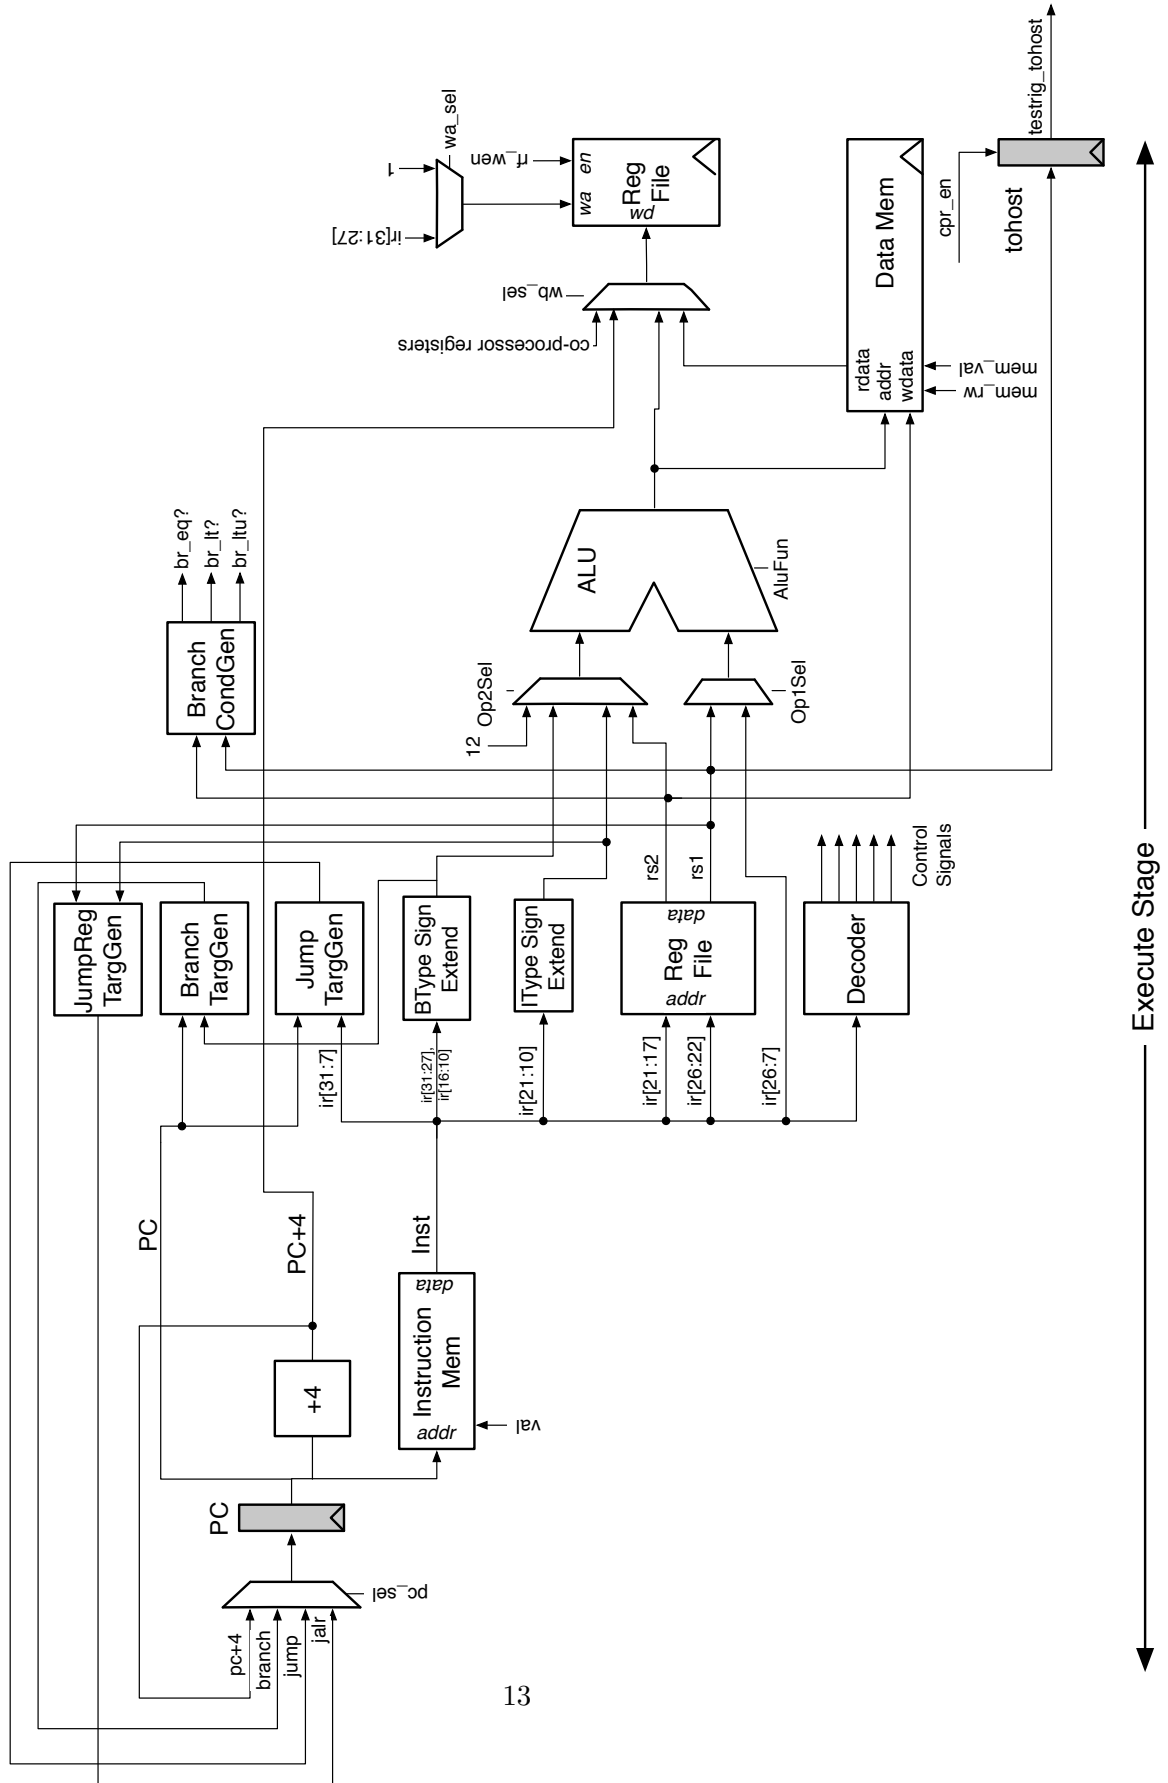 pc+4
branch
jump
jalr
pc_sel
PC
+4
PC
PC+4
addr
Instruction
Mem
data
val
Inst
JumpReg
TargGen
Branch
TargGen
Jump
TargGen
ir[31:7]
BType Sign
Extend
ir[31:27],
ir[16:10]
IType Sign
Extend
ir[21:10]
Reg
File
addr
data
ir[21:17]
ir[26:22]
rs2
rs1
ir[26:7]
Decoder
Control
Signals
Branch
CondGen
br_eq?
br_lt?
br_ltu?
12
Op2Sel
Op1Sel
ALU
AluFun
co-processor registers
wb_sel
ir[31:27]
1
wa_sel
rf_wen
wa
en
Reg
File
wd
Data Mem
rdata
addr
wdata
mem_rw
mem_val
cpr_en
tohost
testrig_tohost
Execute Stage
13